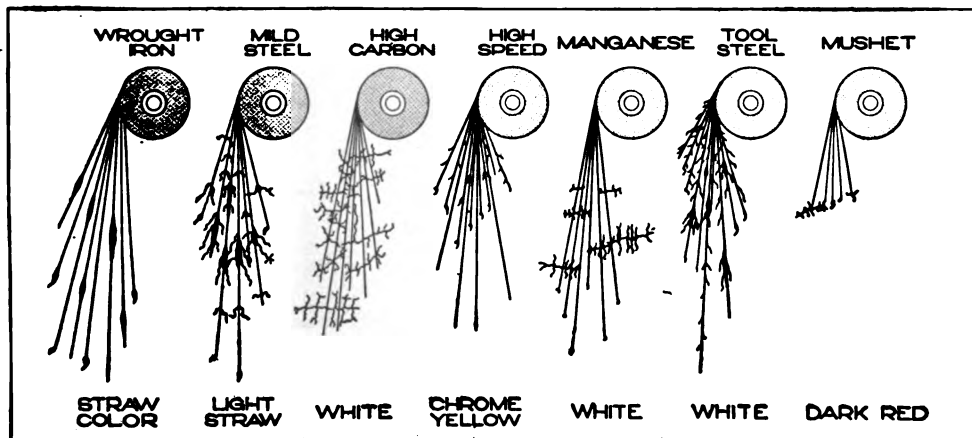 WROUGHT IRON
MILD STEEL
HIGH CARBON
HIGH SPEED
MANGANESE
TOOL STEEL
MUSHET
STRAW COLOR
LIGHT STRAW
WHITE
CHROME YELLOW
WHITE
WHITE
DARK RED